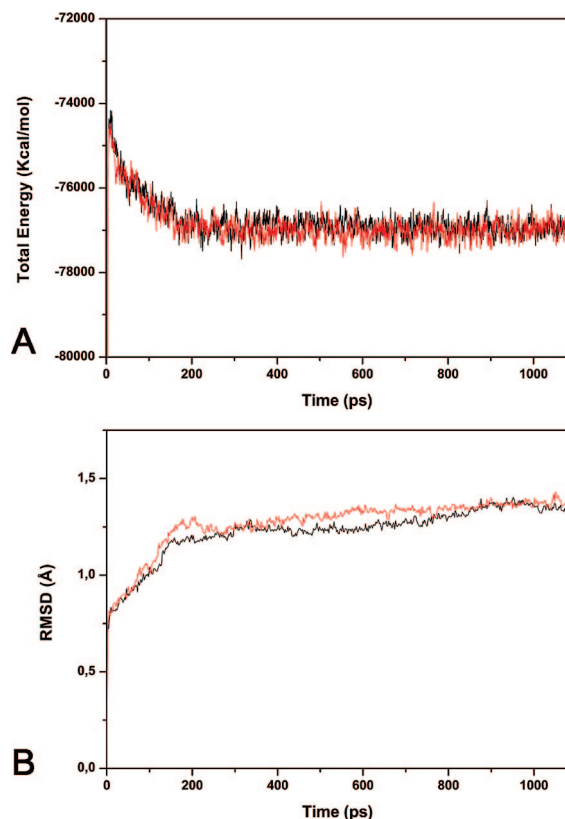 -72000
-74000
-76000
-78000
-80000
Total Energy (Kcal/mol)
0 200 400 600 800 1000
Time (ps)
A
1,5
1,0
0,5
0,0
RMSD (Å)
0 200 400 600 800 1000
Time (ps)
B